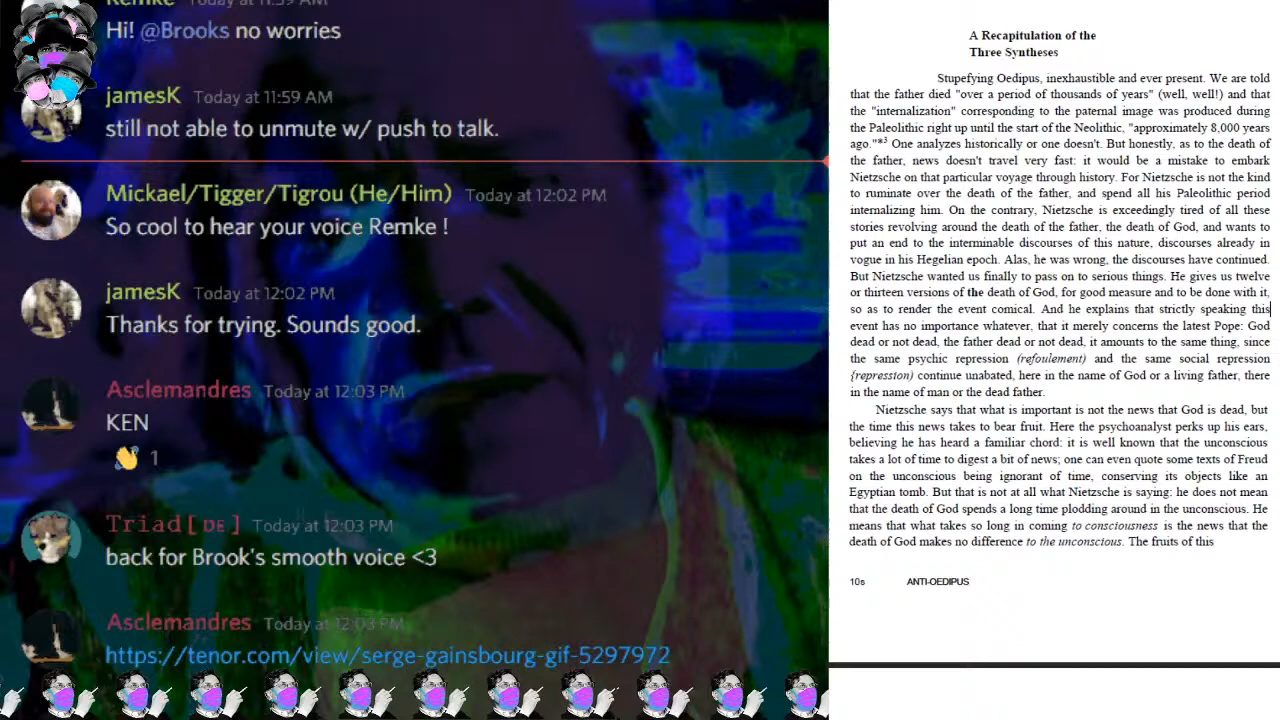 Remke Today at 11:59 AM
Hi! @Brooks no worries
jamesK Today at 11:59 AM
still not able to unmute w/ push to talk.
Mickael/Tigger/Tigrou (He/Him) Today at 12:02 PM
So cool to hear your voice Remke !
jamesK Today at 12:02 PM
Thanks for trying. Sounds good.
Asclemandres Today at 12:03 PM
KEN
1
Triad[DE] Today at 12:03 PM
back for Brook's smooth voice <3
Asclemandres Today at 12:03 PM
https://tenor.com/view/serge-gainsbourg-gif-5297972
A Recapitulation of the
Three Syntheses
Stupefying Oedipus, inexhaustible and ever present. We are told
that the father died "over a period of thousands of years" (well, well!) and that
the "internalization" corresponding to the paternal image was produced during
the Paleolithic right up until the start of the Neolithic, "approximately 8,000 years
ago."*³ One analyzes historically or one doesn't. But honestly, as to the death of
the father, news doesn't travel very fast: it would be a mistake to embark
Nietzsche on that particular voyage through history. For Nietzsche is not the kind
to ruminate over the death of the father, and spend all his Paleolithic period
internalizing him. On the contrary, Nietzsche is exceedingly tired of all these
stories revolving around the death of the father, the death of God, and wants to
put an end to the interminable discourses of this nature, discourses already in
vogue in his Hegelian epoch. Alas, he was wrong, the discourses have continued.
But Nietzsche wanted us finally to pass on to serious things. He gives us twelve
or thirteen versions of the death of God, for good measure and to be done with it,
so as to render the event comical. And he explains that strictly speaking this
event has no importance whatever, that it merely concerns the latest Pope: God
dead or not dead, the father dead or not dead, it amounts to the same thing, since
the same psychic repression (refoulement) and the same social repression
{repression) continue unabated, here in the name of God or a living father, there
in the name of man or the dead father.
Nietzsche says that what is important is not the news that God is dead, but
the time this news takes to bear fruit. Here the psychoanalyst perks up his ears,
believing he has heard a familiar chord: it is well known that the unconscious
takes a lot of time to digest a bit of news; one can even quote some texts of Freud
on the unconscious being ignorant of time, conserving its objects like an
Egyptian tomb. But that is not at all what Nietzsche is saying: he does not mean
that the death of God spends a long time plodding around in the unconscious. He
means that what takes so long in coming to consciousness is the news that the
death of God makes no difference to the unconscious. The fruits of this
10s ANTI-OEDIPUS